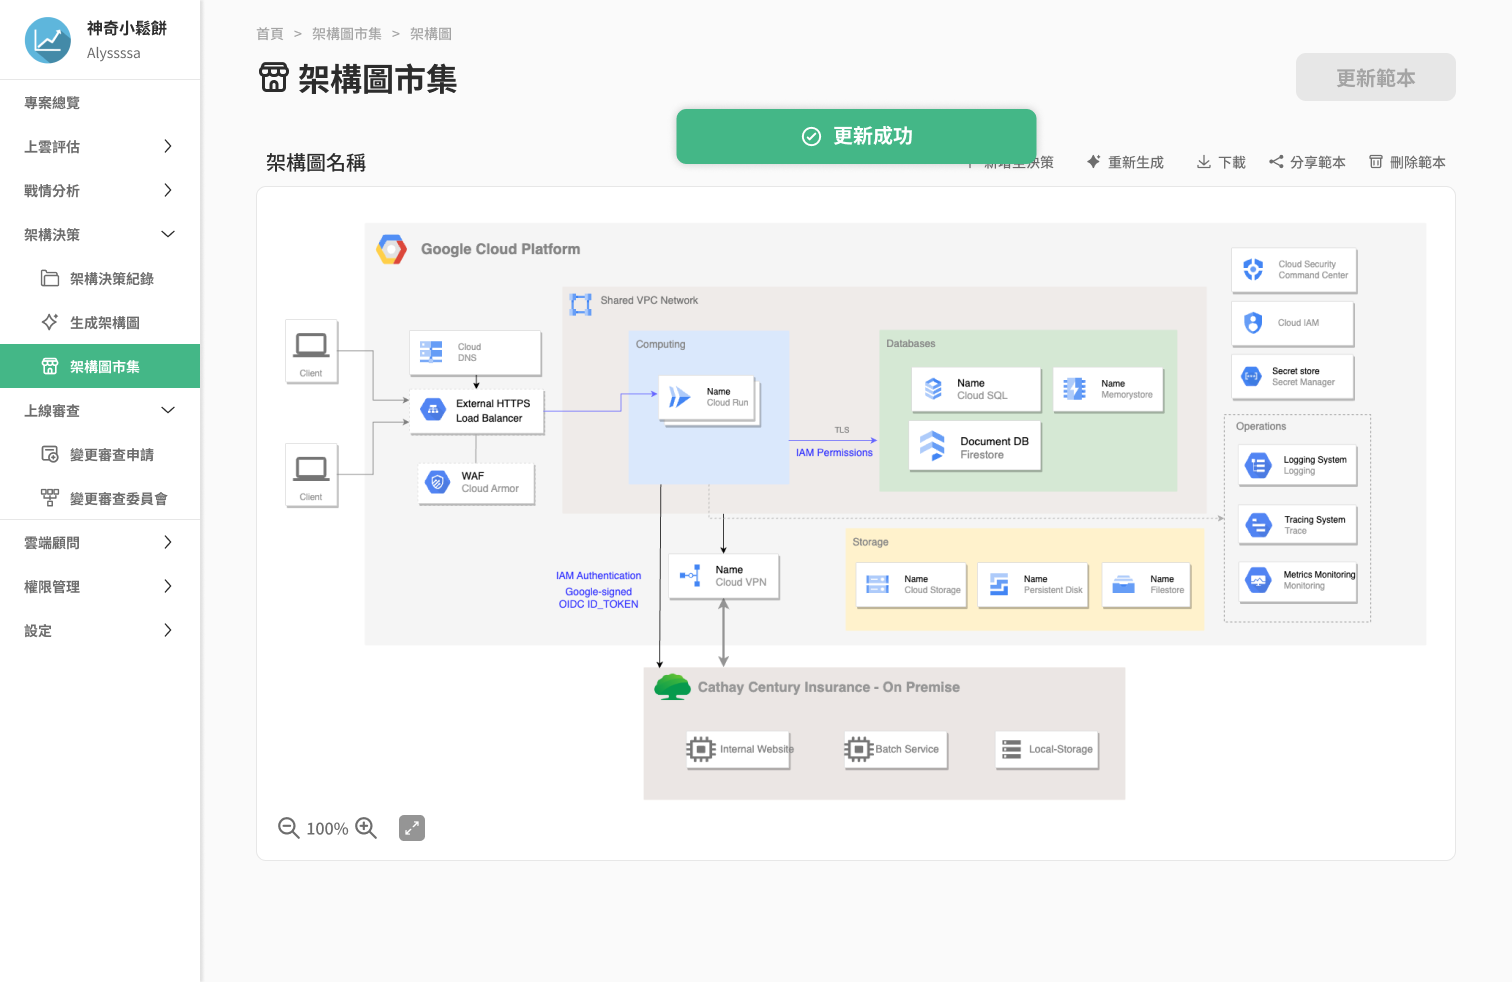 神奇小鬆餅
Alyssssa
專案總覽
上雲評估
戰情分析
架構決策
架構決策紀錄
生成架構圖
架構圖市集
上線審查
變更審查申請
變更審查委員會
雲端顧問
權限管理
設定
首頁 > 架構圖市集 > 架構圖
架構圖市集
更新範本
更新成功
架構圖名稱
重新生成
下載
分享範本
刪除範本
Google Cloud Platform
Cloud Security
Command Center
Cloud IAM
Secret store
Secret Manager
Shared VPC Network
Client
Client
Cloud
DNS
External HTTPS
Load Balancer
WAF
Cloud Armor
Computing
Name
Cloud Run
TLS
IAM Permissions
Databases
Name
Cloud SQL
Name
Memorystore
Document DB
Firestore
Operations
Logging System
Logging
Tracing System
Trace
Metrics Monitoring
Monitoring
IAM Authentication
Google-signed
OIDC ID_TOKEN
Name
Cloud VPN
Storage
Name
Cloud Storage
Name
Persistent Disk
Name
Filestore
Cathay Century Insurance - On Premise
Internal Website
Batch Service
Local-Storage
100%